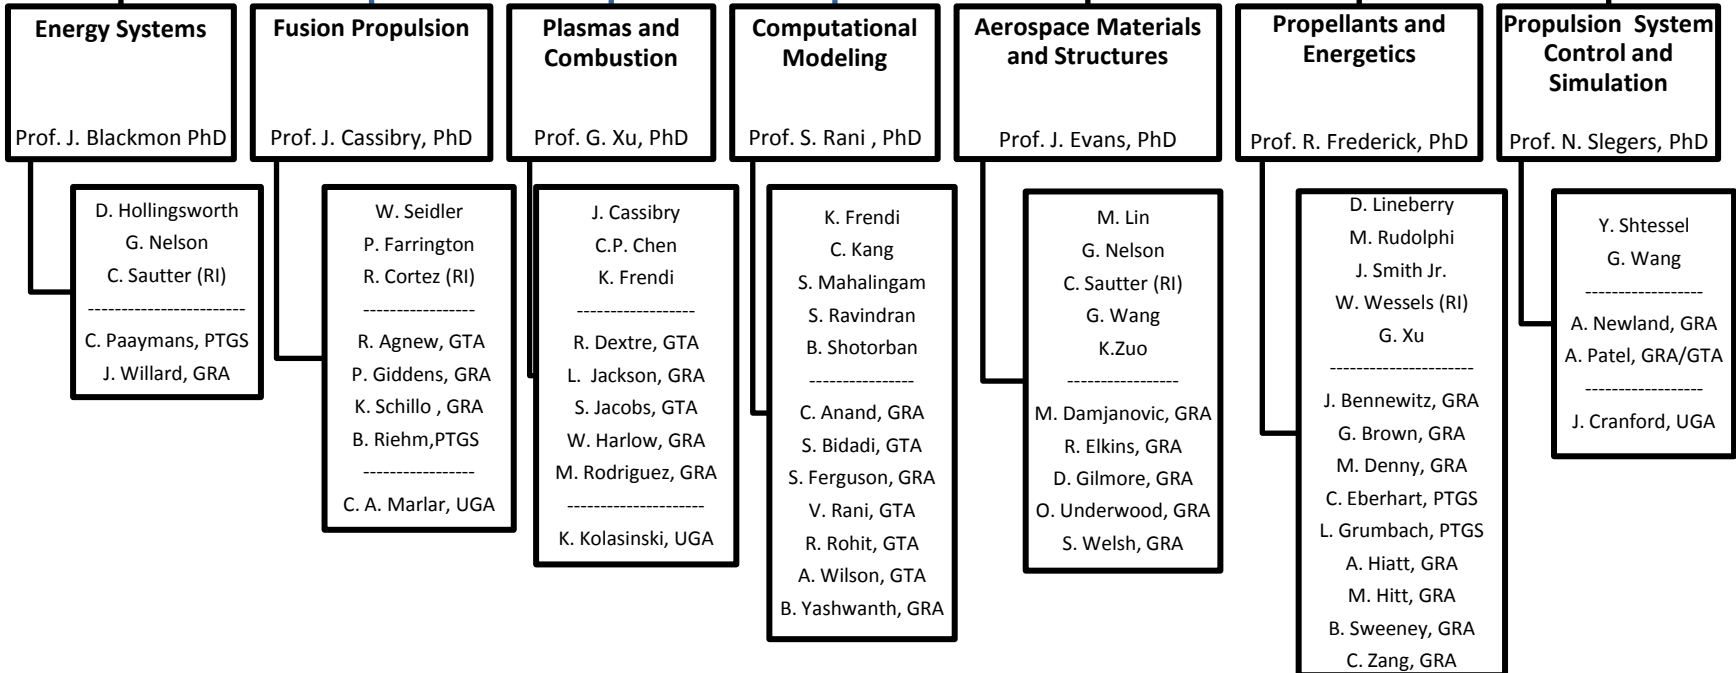 Energy Systems
Prof. J. Blackmon PhD
D. Hollingsworth
G. Nelson
C. Sautter (RI)
------------------------
C. Paaymans, PTGS
J. Willard, GRA
Fusion Propulsion
Prof. J. Cassibry, PhD
W. Seidler
P. Farrington
R. Cortez (RI)
-----------------
R. Agnew, GTA
P. Giddens, GRA
K. Schillo , GRA
B. Riehm,PTGS
-----------------
C. A. Marlar, UGA
Plasmas and
Combustion
Prof. G. Xu, PhD
J. Cassibry
C.P. Chen
K. Frendi
------------------
R. Dextre, GTA
L. Jackson, GRA
S. Jacobs, GTA
W. Harlow, GRA
M. Rodriguez, GRA
---------------------
K. Kolasinski, UGA
Computational
Modeling
Prof. S. Rani , PhD
K. Frendi
C. Kang
S. Mahalingam
S. Ravindran
B. Shotorban
----------------
C. Anand, GRA
S. Bidadi, GTA
S. Ferguson, GRA
V. Rani, GTA
R. Rohit, GTA
A. Wilson, GTA
B. Yashwanth, GRA
Aerospace Materials
and Structures
Prof. J. Evans, PhD
M. Lin
G. Nelson
C. Sautter (RI)
G. Wang
K.Zuo
-----------------
M. Damjanovic, GRA
R. Elkins, GRA
D. Gilmore, GRA
O. Underwood, GRA
S. Welsh, GRA
Propellants and
Energetics
Prof. R. Frederick, PhD
D. Lineberry
M. Rudolphi
J. Smith Jr.
W. Wessels (RI)
G. Xu
----------------------
J. Bennewitz, GRA
G. Brown, GRA
M. Denny, GRA
C. Eberhart, PTGS
L. Grumbach, PTGS
A. Hiatt, GRA
M. Hitt, GRA
B. Sweeney, GRA
C. Zang, GRA
Propulsion System
Control and
Simulation
Prof. N. Slegers, PhD
Y. Shtessel
G. Wang
------------------
A. Newland, GRA
A. Patel, GRA/GTA
------------------
J. Cranford, UGA